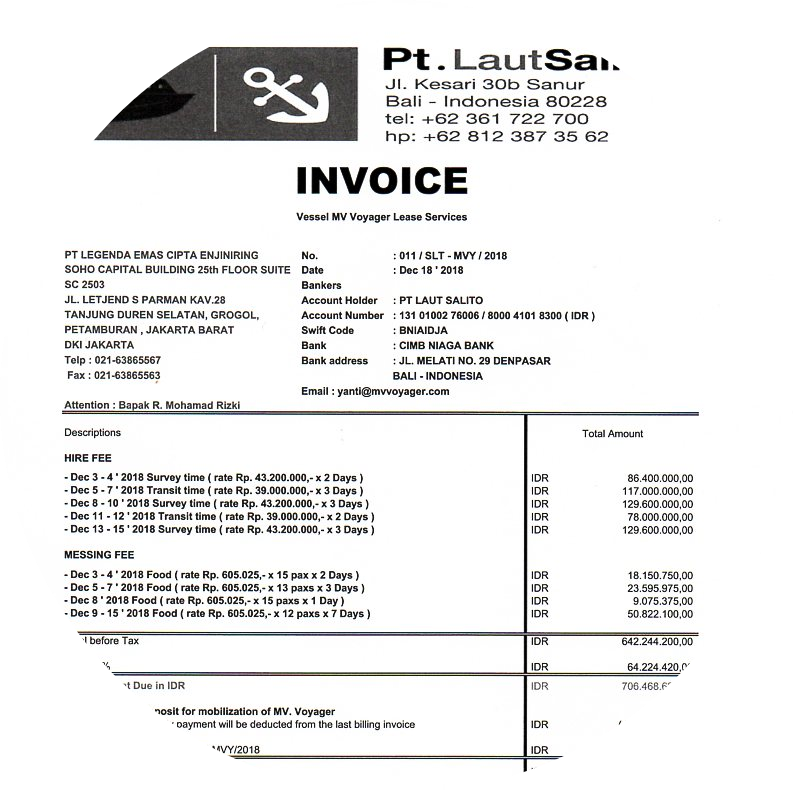 Pt. LautSa
Jl. Kesari 30b Sanur
Bali - Indonesia 80228
tel: +62 361 722 700
hp: +62 812 387 35 62
INVOICE
Vessel MV Voyager Lease Services
PT LEGENDA EMAS CIPTA ENJINIRING
SOHO CAPITAL BUILDING 25th FLOOR SUITE
SC 2503
JL. LETJEND S PARMAN KAV.28
TANJUNG DUREN SELATAN, GROGOL,
PETAMBURAN , JAKARTA BARAT
DKI JAKARTA
Telp : 021-63865567
Fax : 021-63865563
Attention : Bapak R. Mohamad Rizki
No. : 011 / SLT - MVY / 2018
Date : Dec 18 ' 2018
Bankers
Account Holder : PT LAUT SALITO
Account Number : 131 01002 76006 / 8000 4101 8300 ( IDR )
Swift Code : BNIAIDJA
Bank : CIMB NIAGA BANK
Bank address : JL. MELATI NO. 29 DENPASAR
BALI - INDONESIA
Email : yanti@mvvoyager.com
Descriptions Total Amount
HIRE FEE
- Dec 3 - 4 ' 2018 Survey time ( rate Rp. 43.200.000,- x 2 Days ) IDR 86.400.000,00
- Dec 5 - 7 ' 2018 Transit time ( rate Rp. 39.000.000,- x 3 Days ) IDR 117.000.000,00
- Dec 8 - 10 ' 2018 Survey time ( rate Rp. 43.200.000,- x 3 Days ) IDR 129.600.000,00
- Dec 11 - 12 ' 2018 Transit time ( rate Rp. 39.000.000,- x 2 Days ) IDR 78.000.000,00
- Dec 13 - 15 ' 2018 Survey time ( rate Rp. 43.200.000,- x 3 Days ) IDR 129.600.000,00
MESSING FEE
- Dec 3 - 4 ' 2018 Food ( rate Rp. 605.025,- x 15 pax x 2 Days ) IDR 18.150.750,00
- Dec 5 - 7 ' 2018 Food ( rate Rp. 605.025,- x 13 paxs x 3 Days ) IDR 23.595.975,00
- Dec 8 ' 2018 Food ( rate Rp. 605.025,- x 15 paxs x 1 Day ) IDR 9.075.375,00
- Dec 9 - 15 ' 2018 Food ( rate Rp. 605.025,- x 12 paxs x 7 Days ) IDR 50.822.100,00
before Tax IDR 642.244.200,00
% IDR 64.224.420,0
t Due in IDR IDR 706.468.6
posit for mobilization of MV. Voyager
payment will be deducted from the last billing invoice IDR
MVY/2018 IDR